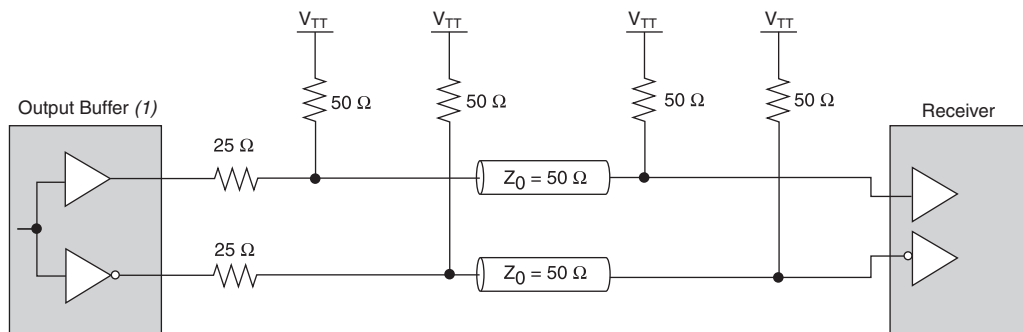 V_TT V_TT V_TT V_TT
50 Ω 50 Ω 50 Ω 50 Ω
Output Buffer (1) Receiver
25 Ω
Z_0 = 50 Ω
25 Ω
Z_0 = 50 Ω